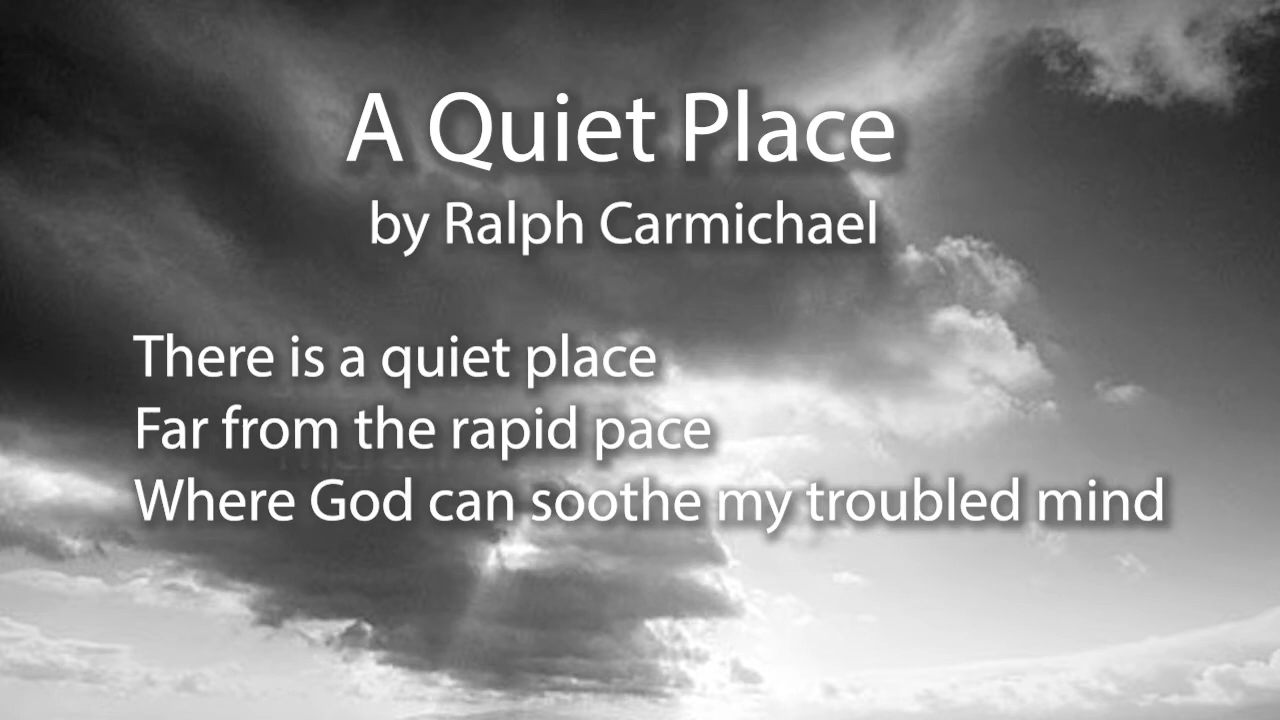 A Quiet Place
by Ralph Carmichael
There is a quiet place
Far from the rapid pace
Where God can soothe my troubled mind